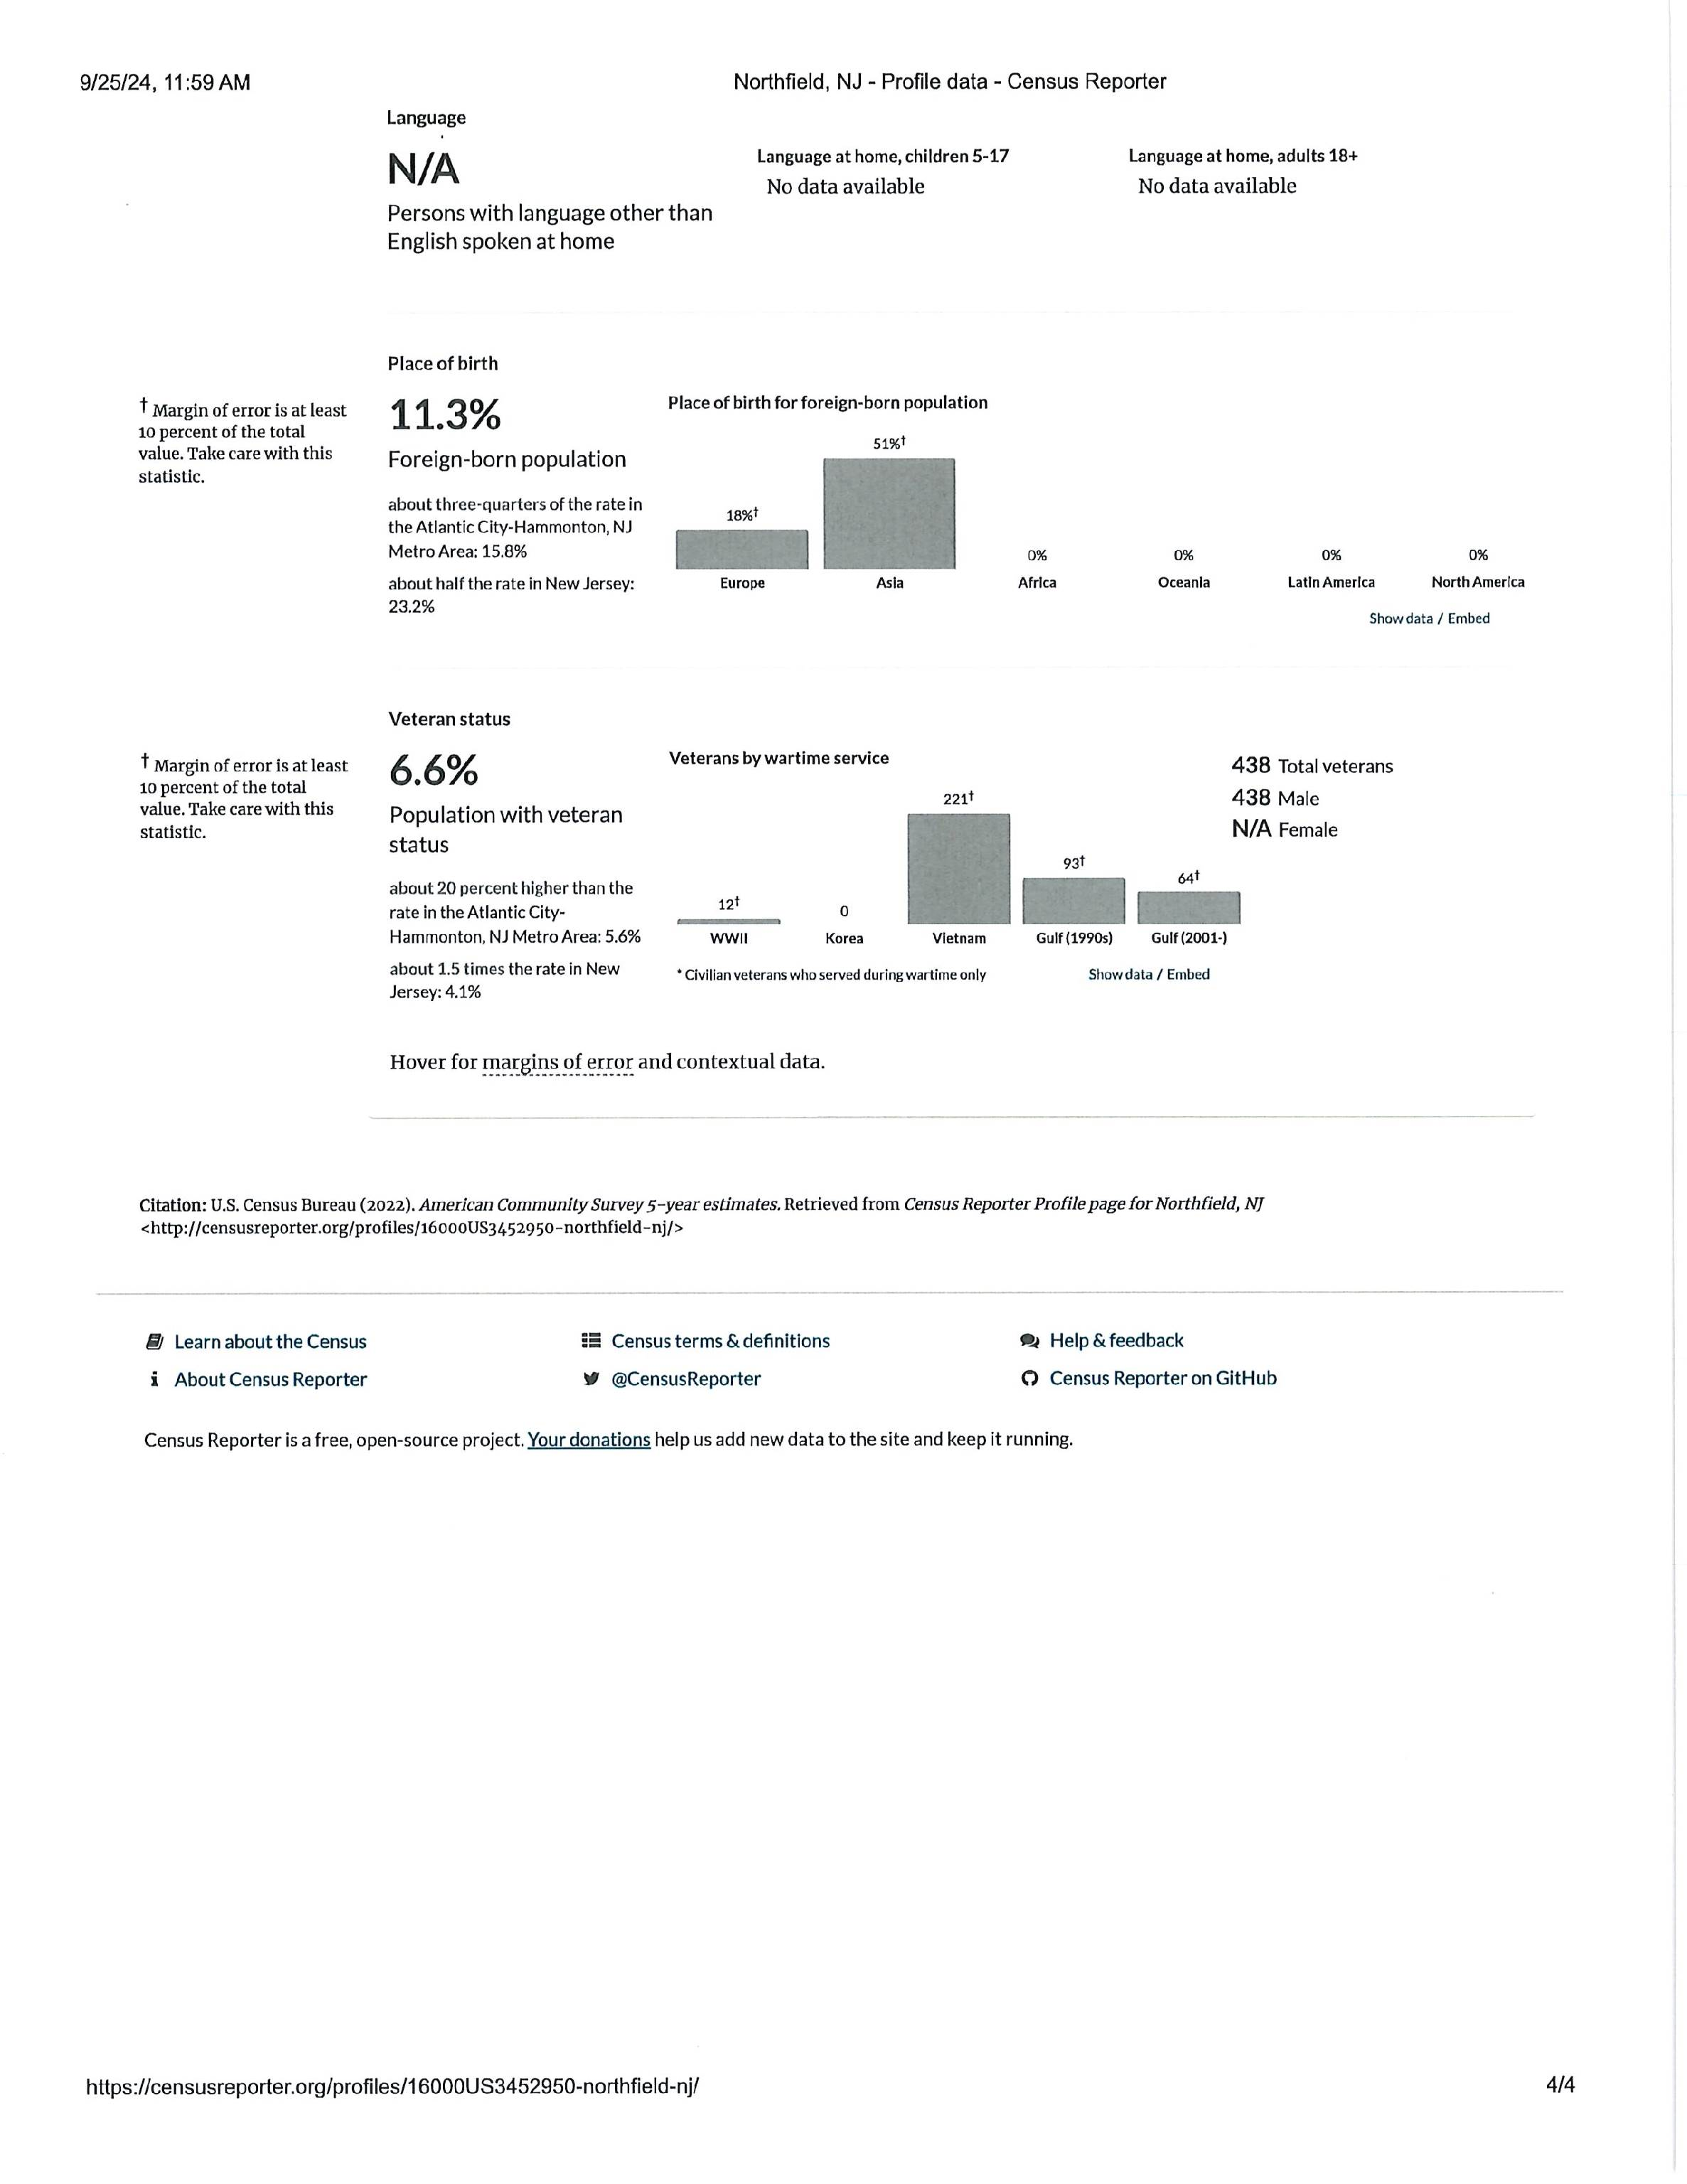 9/25/24, 11:59 AM
Northfield, NJ - Profile data - Census Reporter
Language
N/A
Persons with language other than
English spoken at home
Language at home, children 5-17
No data available
Language at home, adults 18+
No data available
Place of birth
† Margin of error is at least
10 percent of the total
value. Take care with this
statistic.
11.3%
Foreign-born population
about three-quarters of the rate in
the Atlantic City-Hammonton, NJ
Metro Area: 15.8%
about half the rate in New Jersey:
23.2%
Place of birth for foreign-born population
18%† 51%† 0% 0% 0% 0%
Europe Asia Africa Oceania Latin America North America
Show data / Embed
Veteran status
† Margin of error is at least
10 percent of the total
value. Take care with this
statistic.
6.6%
Population with veteran
status
about 20 percent higher than the
rate in the Atlantic City-
Hammonton, NJ Metro Area: 5.6%
about 1.5 times the rate in New
Jersey: 4.1%
Veterans by wartime service
12† 0 221† 93† 64†
WWII Korea Vietnam Gulf (1990s) Gulf (2001-)
* Civilian veterans who served during wartime only
Show data / Embed
438 Total veterans
438 Male
N/A Female
Hover for margins of error and contextual data.
Citation: U.S. Census Bureau (2022). American Community Survey 5-year estimates. Retrieved from Census Reporter Profile page for Northfield, NJ
<http://censusreporter.org/profiles/16000US3452950-northfield-nj/>
Learn about the Census
Census terms & definitions
Help & feedback
About Census Reporter
@CensusReporter
Census Reporter on GitHub
Census Reporter is a free, open-source project. Your donations help us add new data to the site and keep it running.
https://censusreporter.org/profiles/16000US3452950-northfield-nj/
4/4